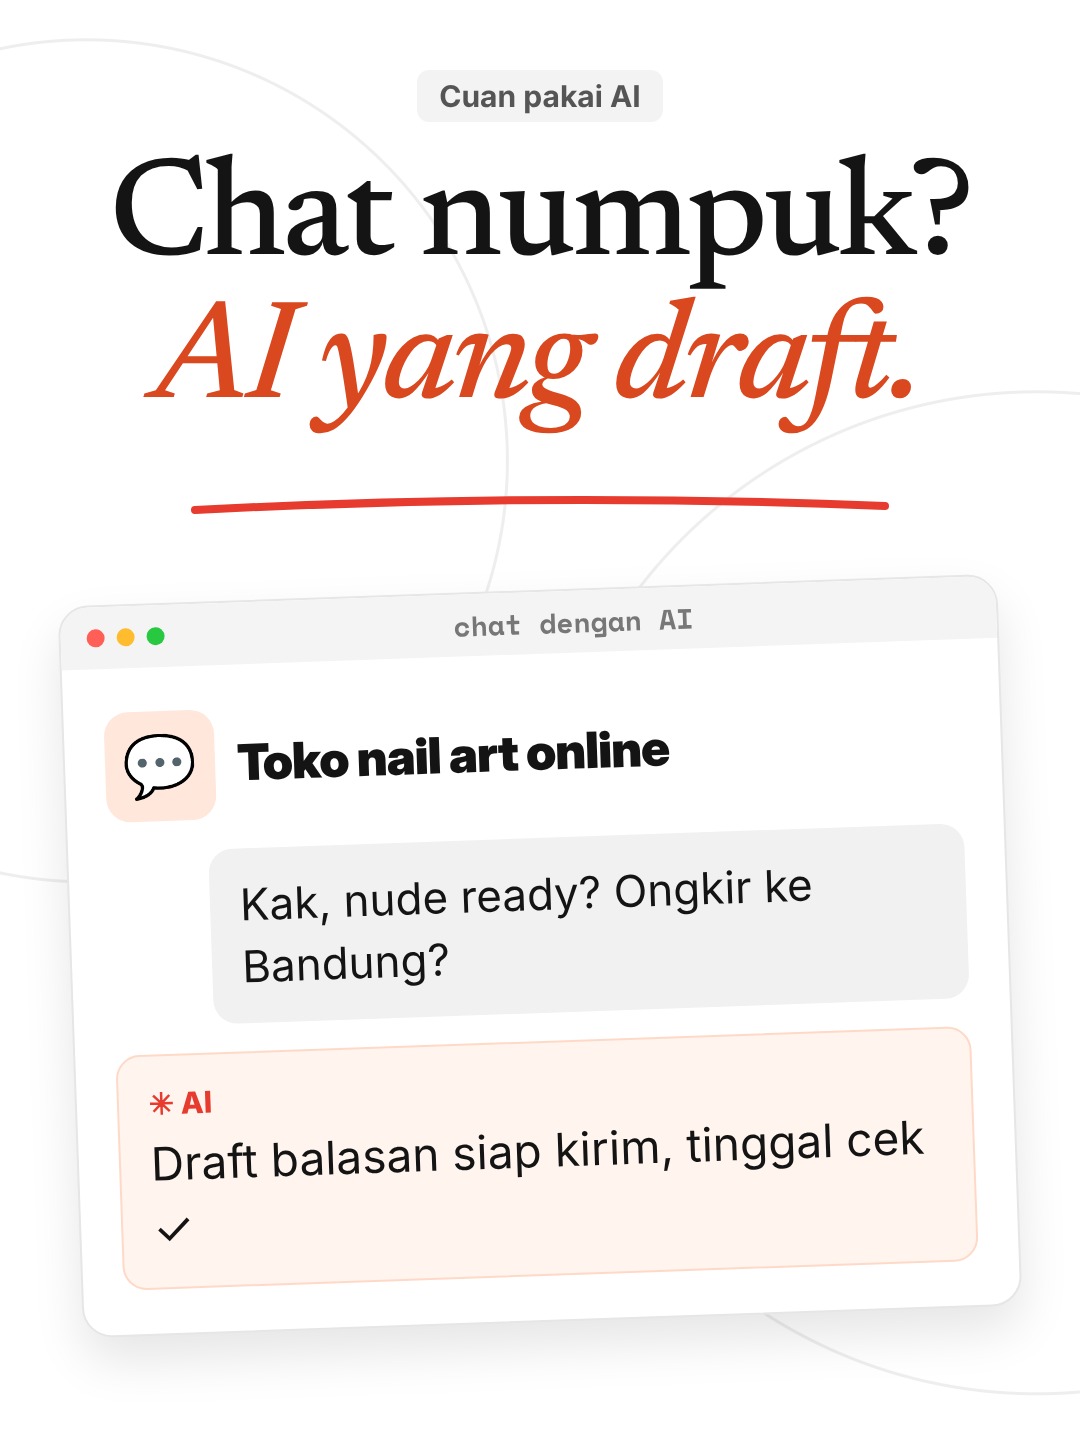 Cuan pakai AI
Chat numpuk?
AI yang draft.
chat dengan AI
Toko nail art online
Kak, nude ready? Ongkir ke
Bandung?
✳ AI
Draft balasan siap kirim, tinggal cek
✓